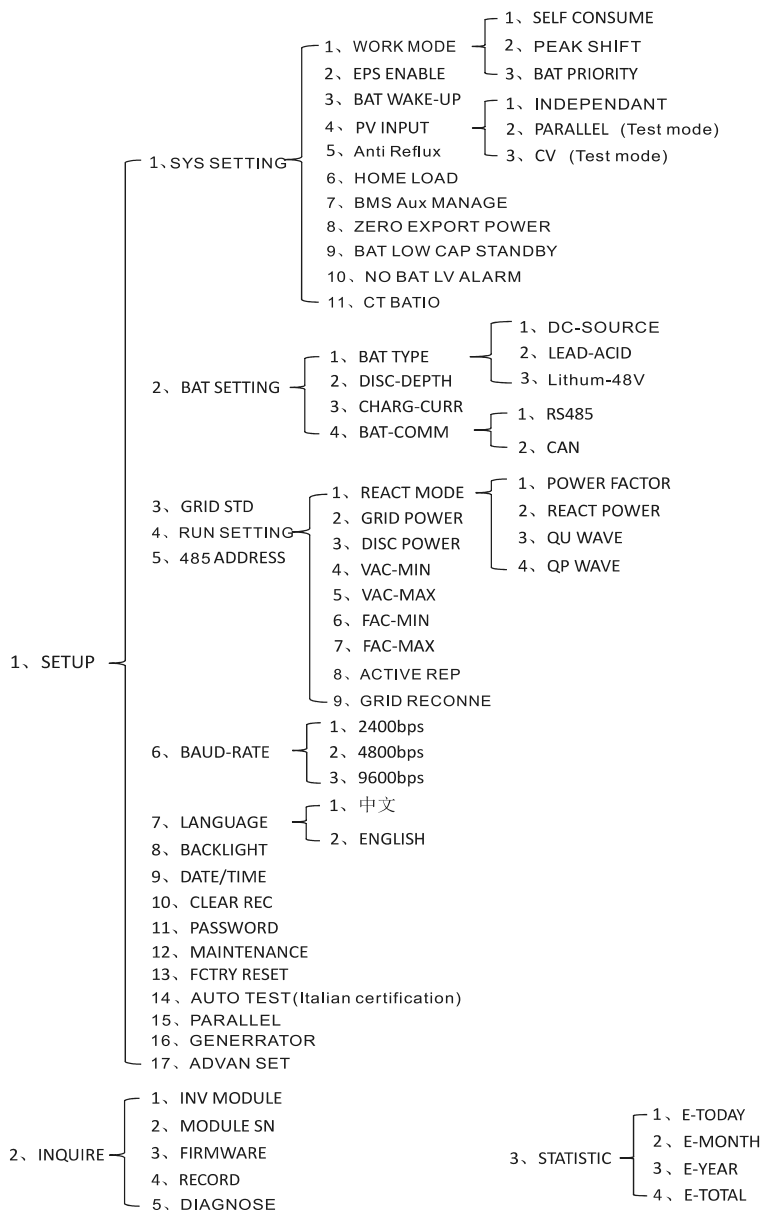 1、SETUP
1、SYS SETTING
1、WORK MODE
1、SELF CONSUME
2、PEAK SHIFT
3、BAT PRIORITY
2、EPS ENABLE
3、BAT WAKE-UP
4、PV INPUT
1、INDEPENDANT
2、PARALLEL (Test mode)
3、CV (Test mode)
5、Anti Reflux
6、HOME LOAD
7、BMS Aux MANAGE
8、ZERO EXPORT POWER
9、BAT LOW CAP STANDBY
10、NO BAT LV ALARM
11、CT BATIO
2、BAT SETTING
1、BAT TYPE
1、DC-SOURCE
2、LEAD-ACID
3、Lithum-48V
2、DISC-DEPTH
3、CHARG-CURR
4、BAT-COMM
1、RS485
2、CAN
3、GRID STD
4、RUN SETTING
1、REACT MODE
1、POWER FACTOR
2、REACT POWER
3、QU WAVE
4、QP WAVE
2、GRID POWER
3、DISC POWER
4、VAC-MIN
5、VAC-MAX
6、FAC-MIN
7、FAC-MAX
8、ACTIVE REP
9、GRID RECONNE
5、485 ADDRESS
6、BAUD-RATE
1、2400bps
2、4800bps
3、9600bps
7、LANGUAGE
1、中文
2、ENGLISH
8、BACKLIGHT
9、DATE/TIME
10、CLEAR REC
11、PASSWORD
12、MAINTENANCE
13、FCTRY RESET
14、AUTO TEST(Italian certification)
15、PARALLEL
16、GENERRATOR
17、ADVAN SET
2、INQUIRE
1、INV MODULE
2、MODULE SN
3、FIRMWARE
4、RECORD
5、DIAGNOSE
3、STATISTIC
1、E-TODAY
2、E-MONTH
3、E-YEAR
4、E-TOTAL